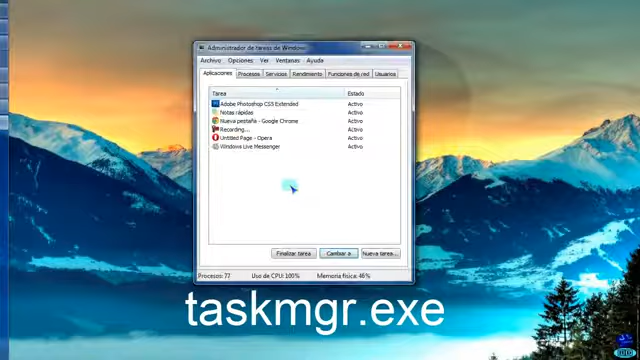 Administrador de tareas de Windows
Archivo Opciones Ver Ventanas Ayuda
Aplicaciones Procesos Servicios Rendimiento Funciones de red Usuarios
Tarea Estado
Adobe Photoshop CS5 Extended Activo
Notas rápidas Activo
Nueva pestaña - Google Chrome Activo
Recording... Activo
Untitled Page - Opera Activo
Windows Live Messenger Activo
Finalizar tarea Cambiar a Nueva tarea...
Procesos: 77 Uso de CPU: 100% Memoria física: 46%
taskmgr.exe